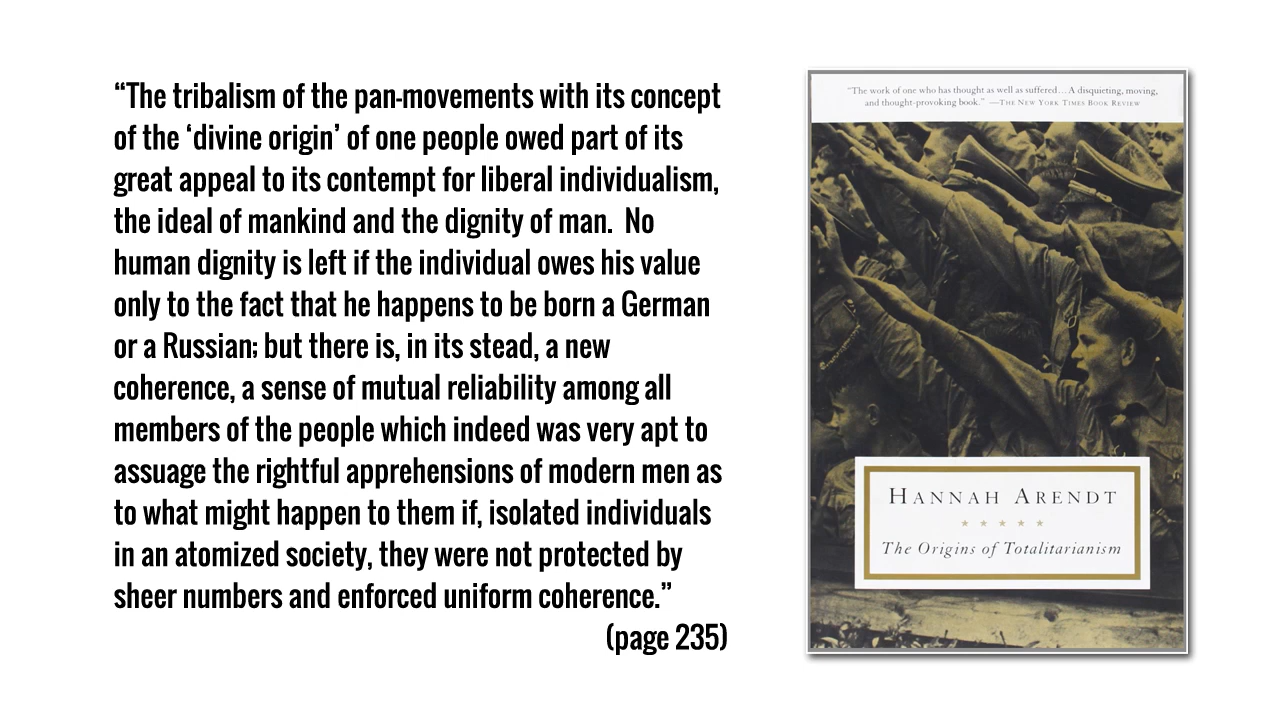 “The tribalism of the pan-movements with its concept
of the ‘divine origin’ of one people owed part of its
great appeal to its contempt for liberal individualism,
the ideal of mankind and the dignity of man.  No
human dignity is left if the individual owes his value
only to the fact that he happens to be born a German
or a Russian; but there is, in its stead, a new
coherence, a sense of mutual reliability among all
members of the people which indeed was very apt to
assuage the rightful apprehensions of modern men as
to what might happen to them if, isolated individuals
in an atomized society, they were not protected by
sheer numbers and enforced uniform coherence.”
(page 235)
“The work of one who has thought as well as suffered…A disquieting, moving,
and thought-provoking book.” —The New York Times Book Review
Hannah Arendt
★ ★ ★ ★ ★
The Origins of Totalitarianism